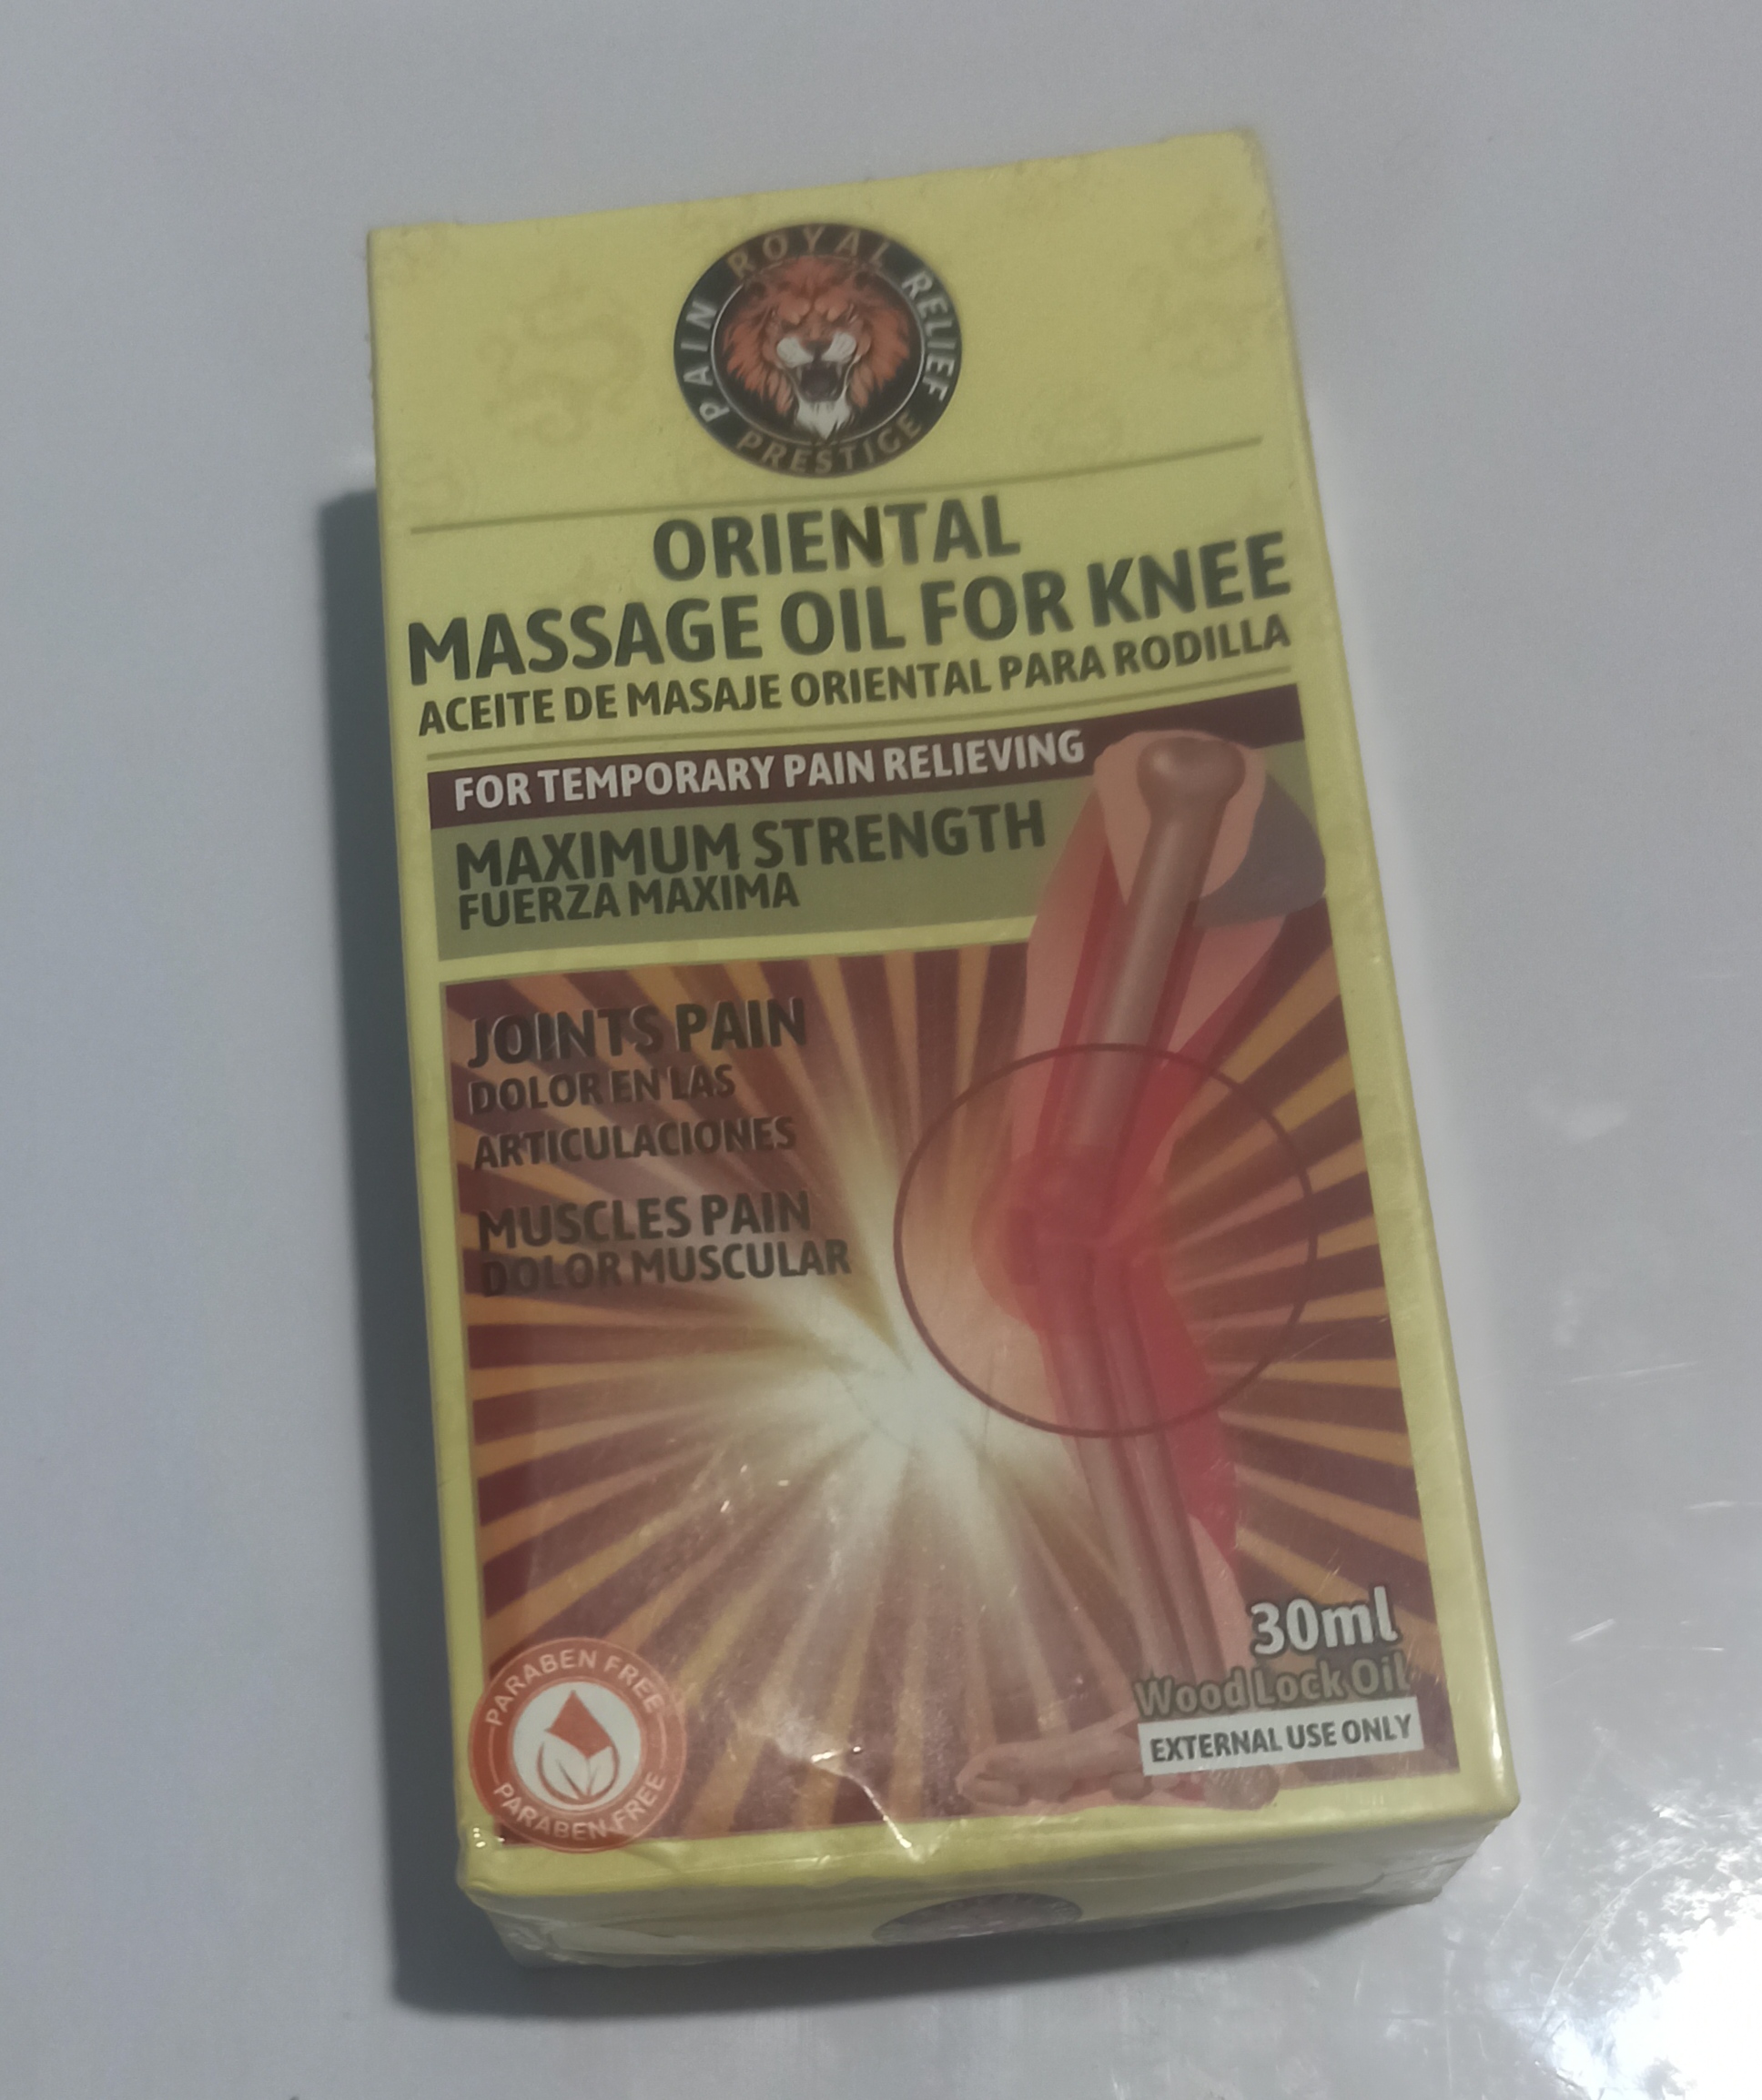 PAIN ROYAL RELIEF
PRESTIGE
ORIENTAL
MASSAGE OIL FOR KNEE
ACEITE DE MASAJE ORIENTAL PARA RODILLA
FOR TEMPORARY PAIN RELIEVING
MAXIMUM STRENGTH
FUERZA MAXIMA
JOINTS PAIN
DOLOR EN LAS
ARTICULACIONES
MUSCLES PAIN
DOLOR MUSCULAR
30ml
Wood Lock Oil
EXTERNAL USE ONLY
PARABEN FREE
PARABEN FREE